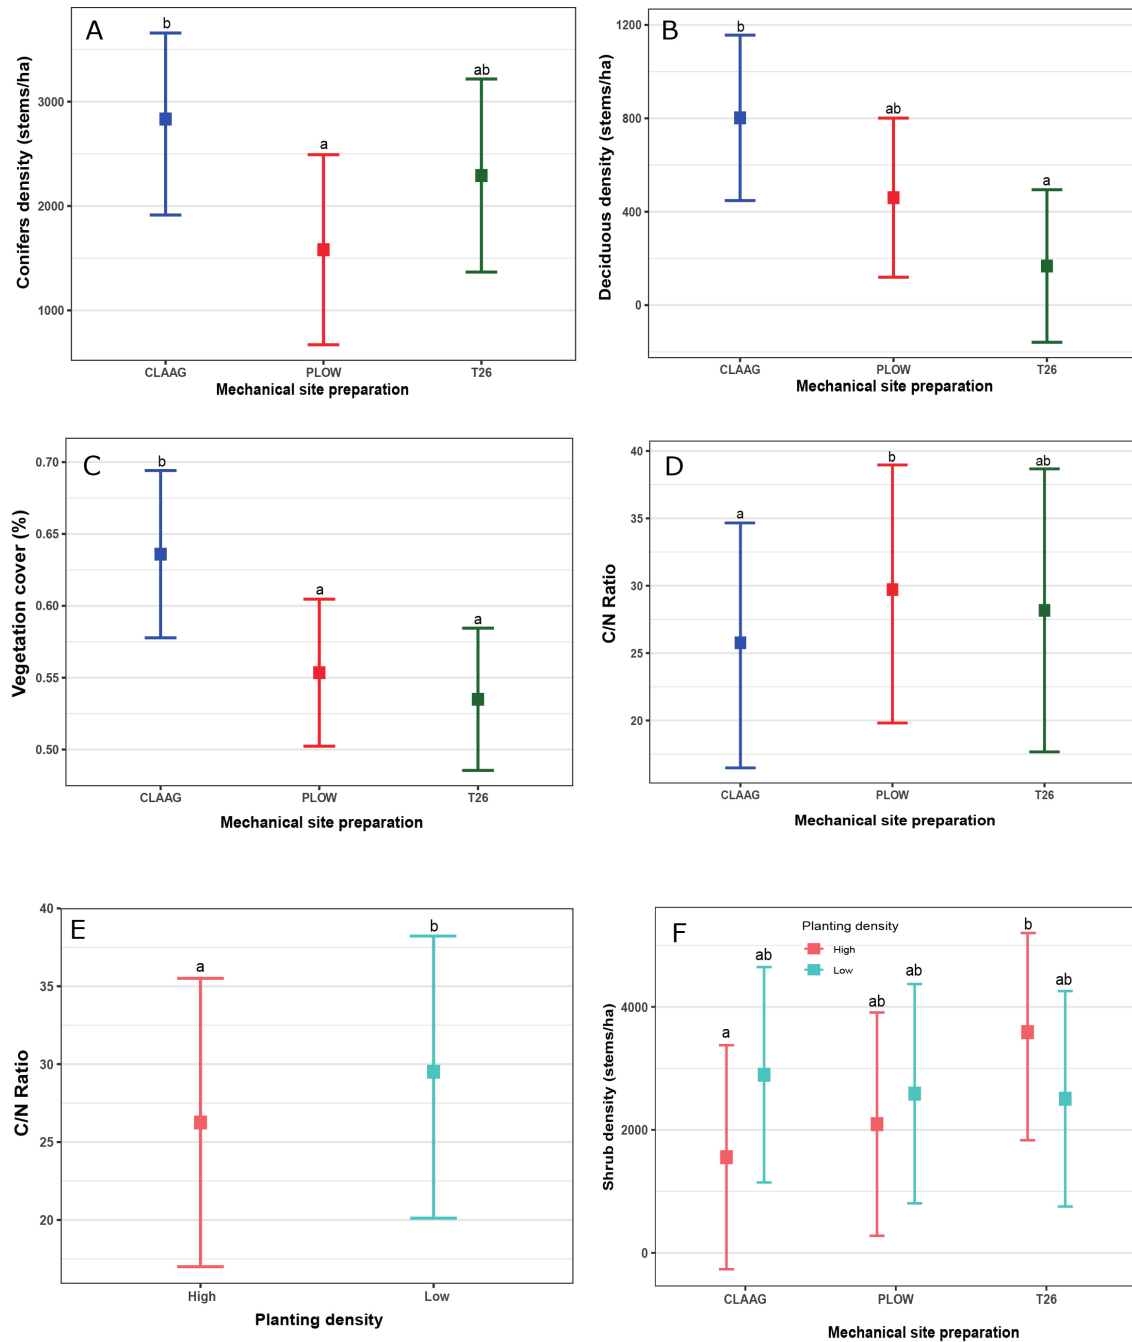 A
b
a
ab
3000
2000
1000
Conifers density (stems/ha)
CLAAG PLOW T26
Mechanical site preparation
B
b
ab
a
1200
800
400
0
Deciduous density (stems/ha)
CLAAG PLOW T26
Mechanical site preparation
C
b
a
a
0.70
0.65
0.60
0.55
0.50
Vegetation cover (%)
CLAAG PLOW T26
Mechanical site preparation
D
a
b
ab
40
35
30
25
20
C/N Ratio
CLAAG PLOW T26
Mechanical site preparation
E
a
b
40
35
30
25
20
C/N Ratio
High Low
Planting density
F
Planting density
High
Low
a
ab
ab
ab
b
ab
4000
2000
0
Shrub density (stems/ha)
CLAAG PLOW T26
Mechanical site preparation